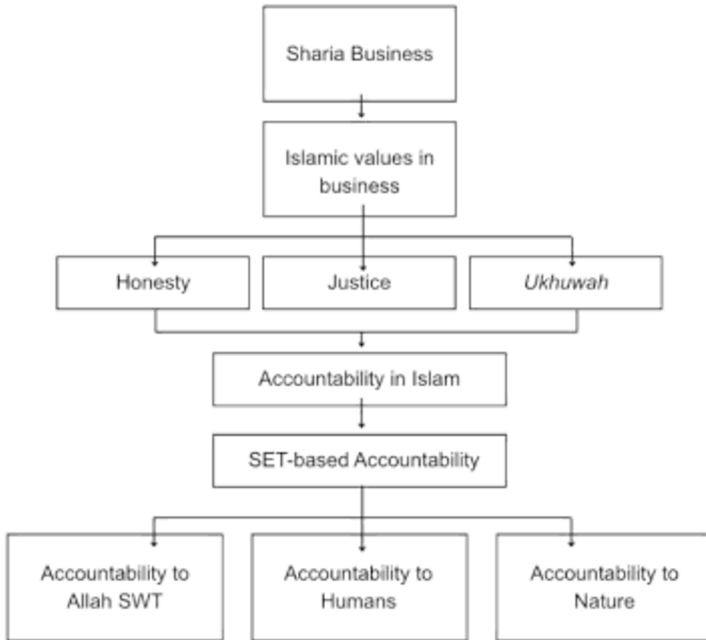 Sharia Business
Islamic values in
business
Honesty
Justice
Ukhuwah
Accountability in Islam
SET-based Accountability
Accountability to
Allah SWT
Accountability to
Humans
Accountability to
Nature